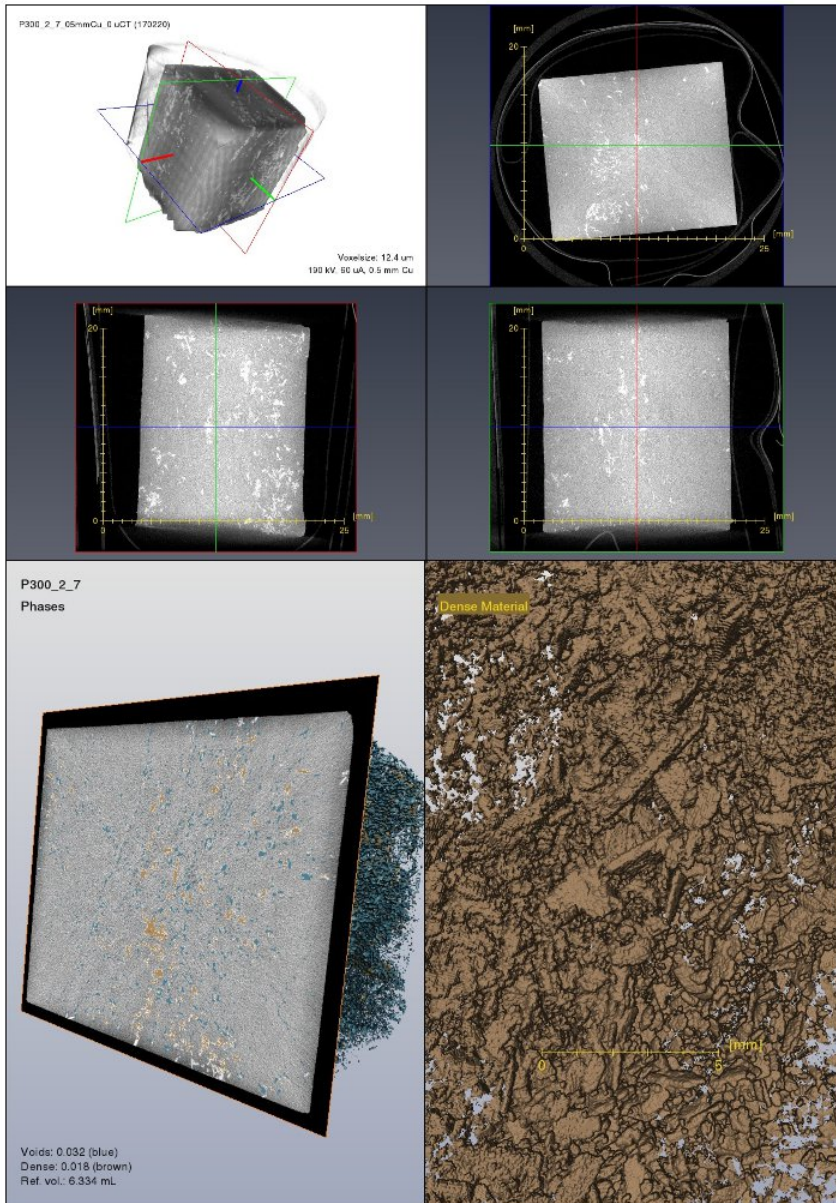 P300_2_7_05mmCu_0 uCT (170220)
Voxelsize: 12.4 um
190 kV, 60 uA, 0.5 mm Cu
[mm]
20
0
[mm]
25
[mm]
20
0
[mm]
0
25
[mm]
20
0
[mm]
0
25
P300_2_7
Phases
Voids: 0.032 (blue)
Dense: 0.018 (brown)
Ref. vol.: 6.334 mL
Dense Material
[mm]
0
5